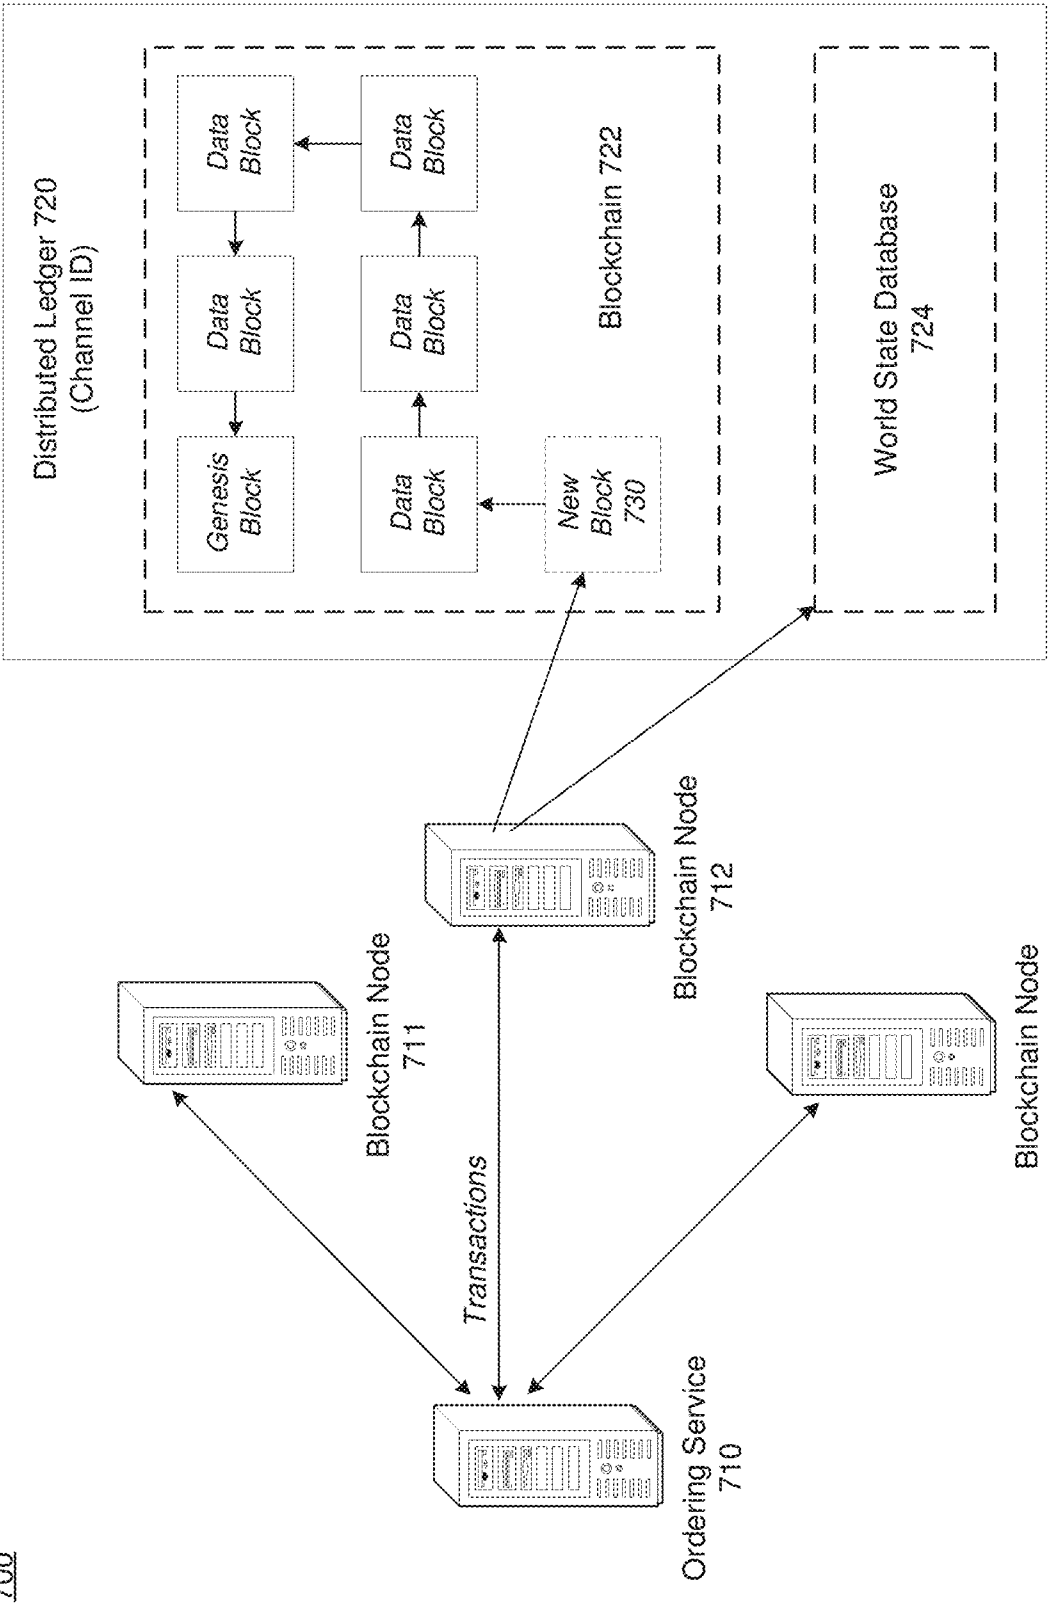 700
Distributed Ledger 720
(Channel ID)
Genesis
Block
Data
Block
Data
Block
Data
Block
Data
Block
Data
Block
New
Block
730
Blockchain 722
World State Database
724
Blockchain Node
711
Transactions
Blockchain Node
712
Ordering Service
710
Blockchain Node